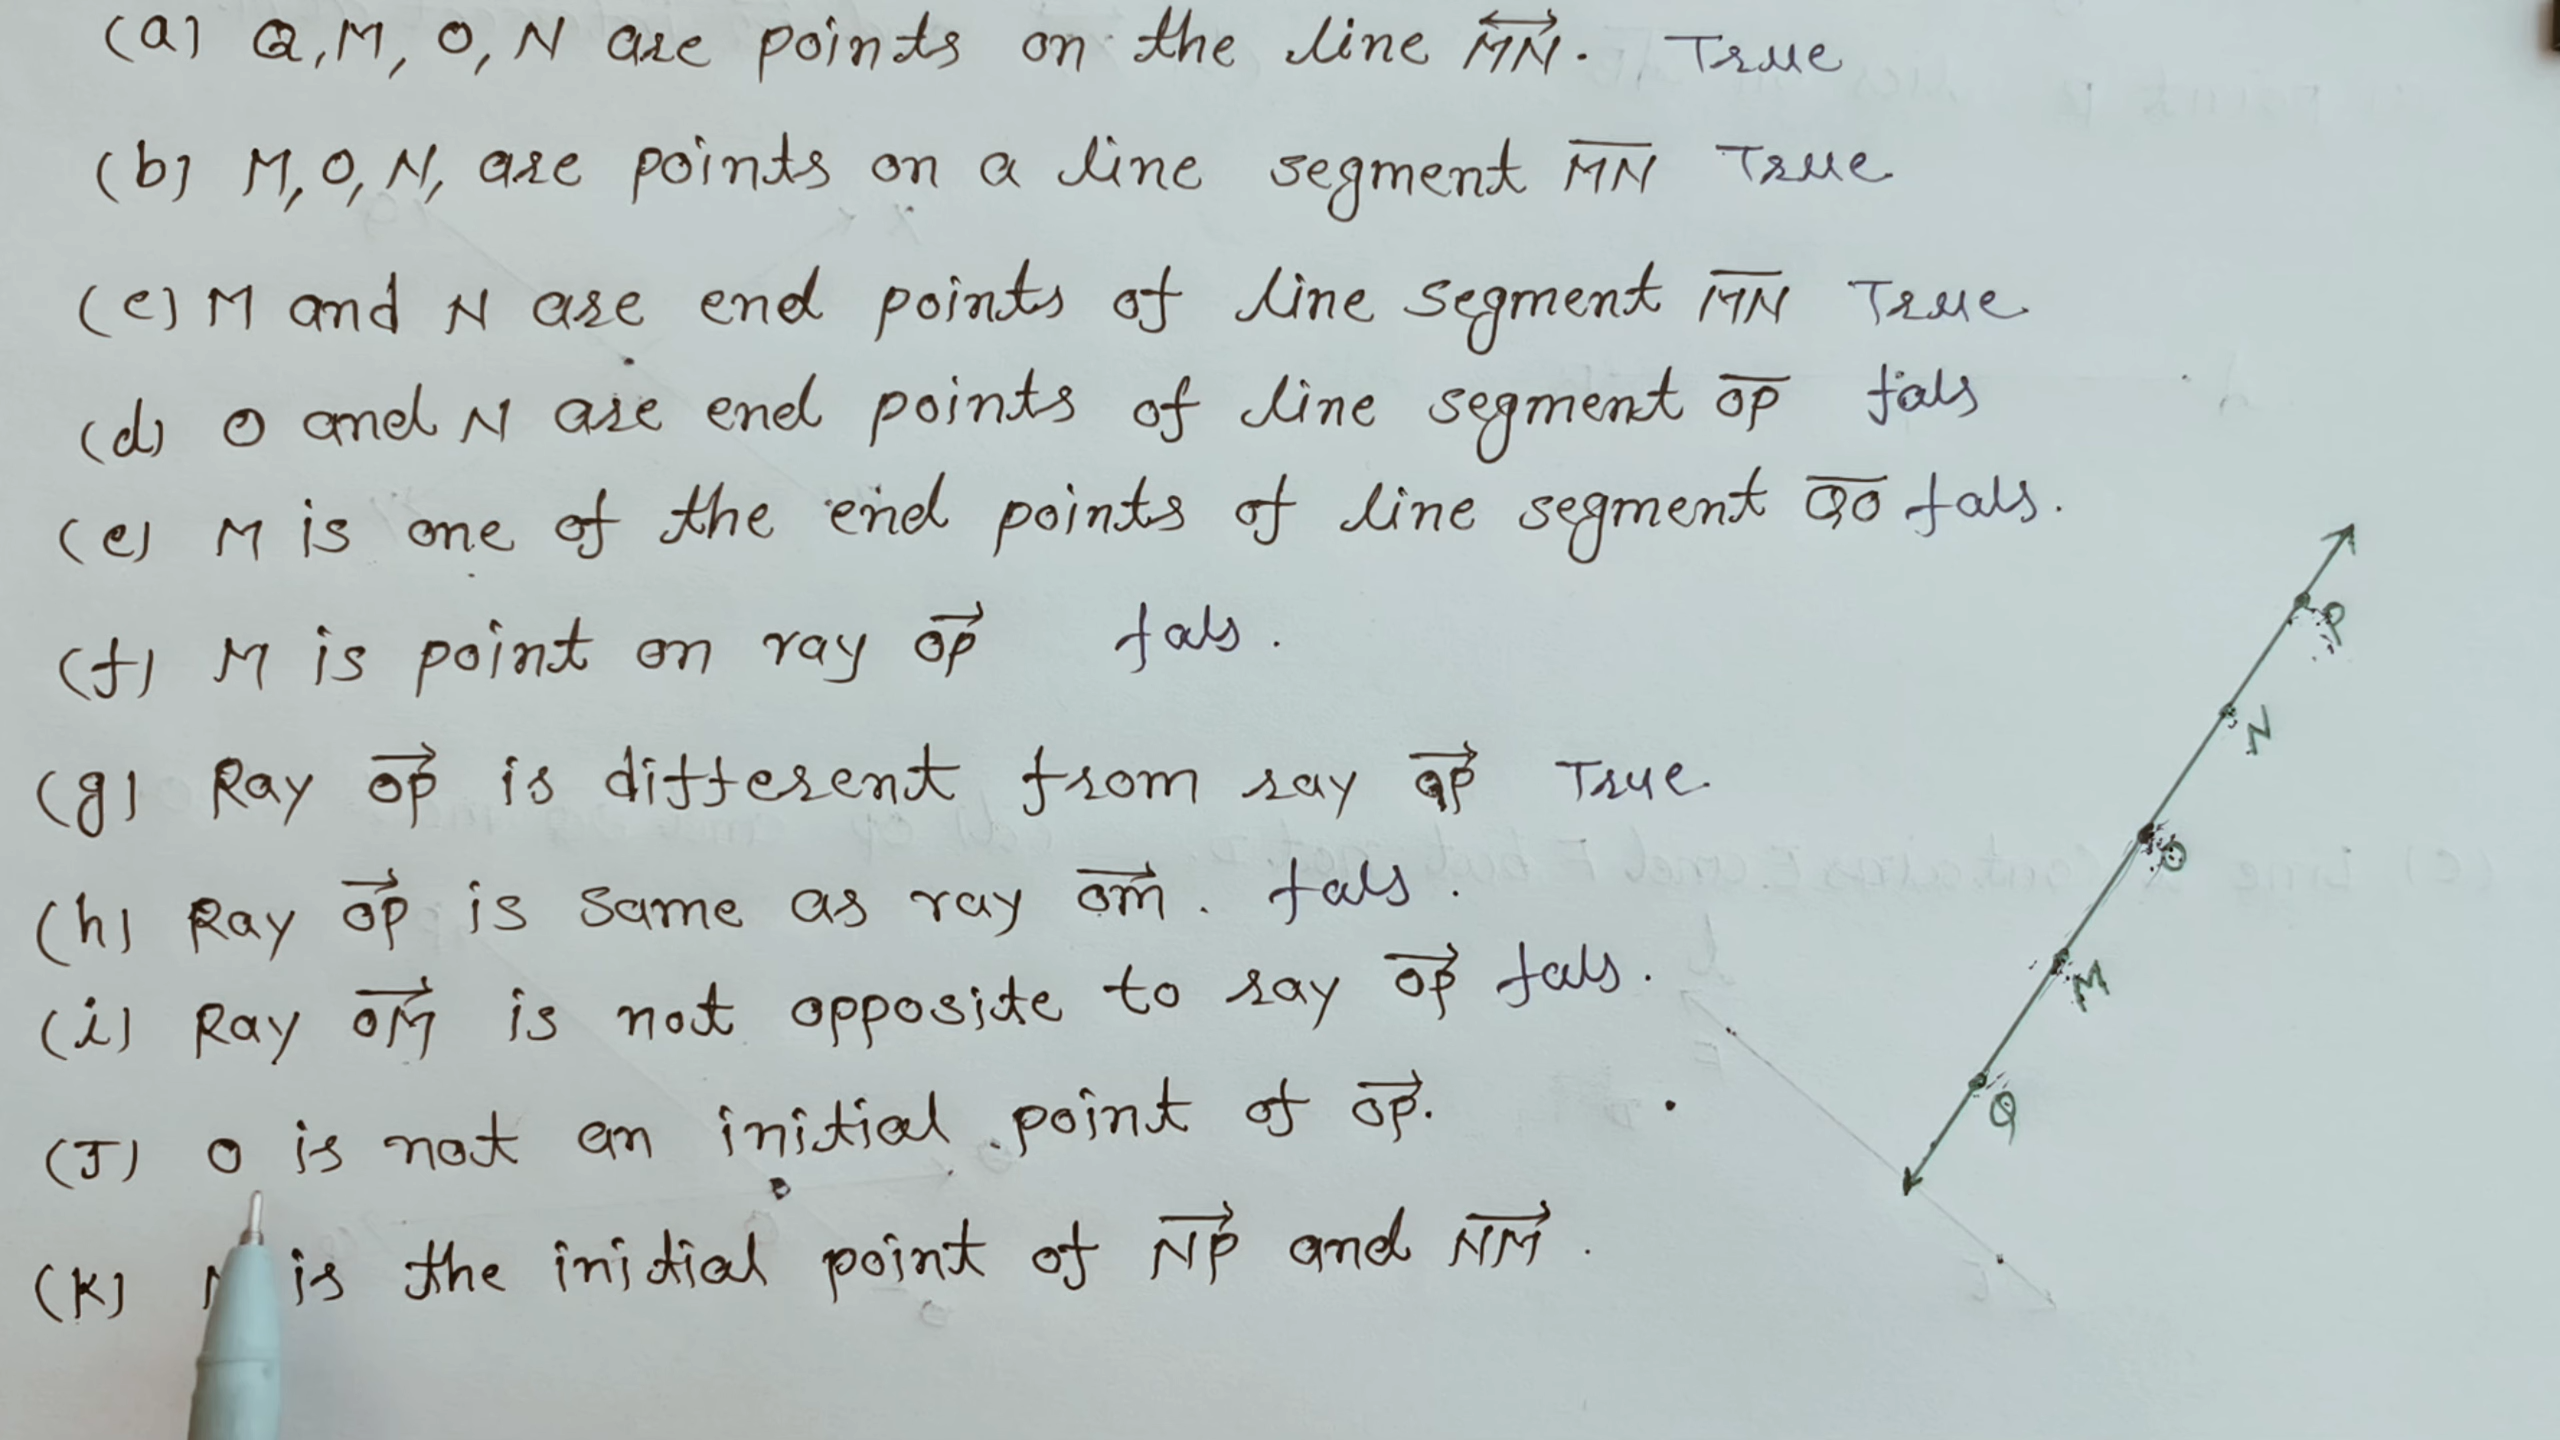 (a) Q, M, O, N are points on the line MN. True
(b) M, O, N, are points on a line segment MN True
(c) M and N are end points of line segment MN True
(d) O and N are end points of line segment OP fals
(e) M is one of the end points of line segment QO fals.
(f) M is point on ray OP fals.
(g) Ray OP is different from ray QP True
(h) Ray OP is same as ray OM. fals.
(i) Ray OM is not opposite to ray OP fals.
(J) O is not an initial point of OP.
(K) is the initial point of NP and NM.
P
N
O
M
Q